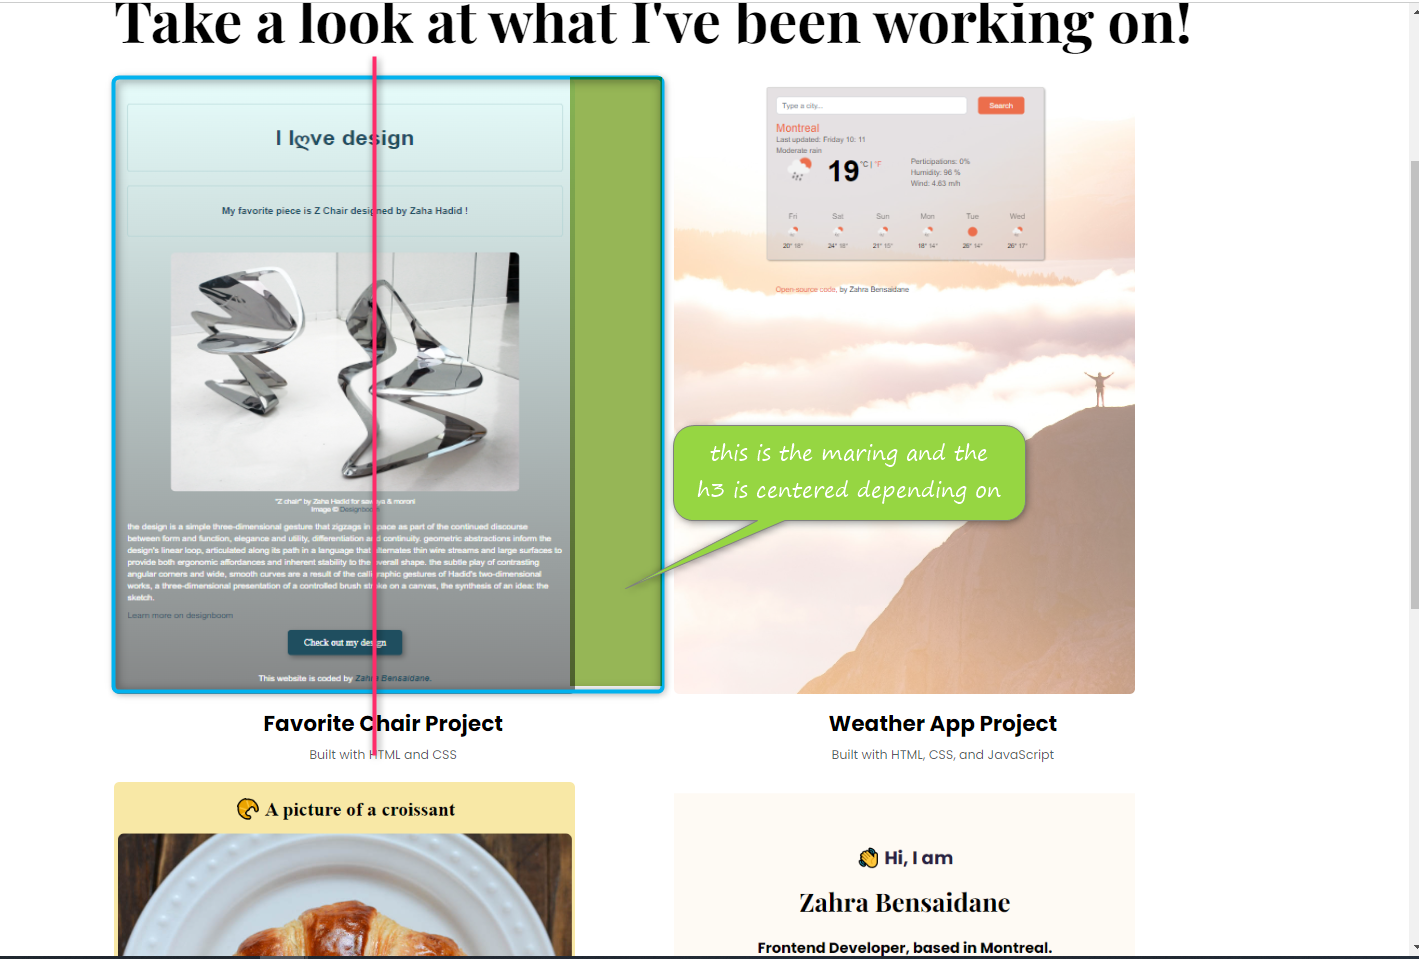 Take a look at what I've been working on!
I lღve design
My favorite piece is Z Chair designed by Zaha Hadid !
"Z chair" by Zaha Hadid for sawaya & moroni
Image © Designboom
the design is a simple three-dimensional gesture that zigzags in space as part of the continued discourse
between form and function, elegance and utility, differentiation and continuity. geometric abstractions inform the
design's linear loop, articulated along its path in a language that alternates thin wire streams and large surfaces to
provide both ergonomic affordances and inherent stability to the overall shape. the subtle play of contrasting
angular corners and wide, smooth curves are a result of the calligraphic gestures of Hadid's two-dimensional
works, a three-dimensional presentation of a controlled brush stroke on a canvas, the synthesis of an idea: the
sketch.
Learn more on designboom
Check out my design
This website is coded by Zahra Bensaidane.
Favorite Chair Project
Built with HTML and CSS
Type a city...
Search
Montreal
Last updated: Friday 10: 11
Moderate rain
19 °C | °F
Perticipations: 0%
Humidity: 96 %
Wind: 4.63 m/h
Fri Sat Sun Mon Tue Wed
20° 18° 24° 18° 21° 15° 18° 14° 26° 14° 26° 17°
Open-source code, by Zahra Bensaidane
this is the maring and the
h3 is centered depending on
Weather App Project
Built with HTML, CSS, and JavaScript
A picture of a croissant
Hi, I am
Zahra Bensaidane
Frontend Developer, based in Montreal.